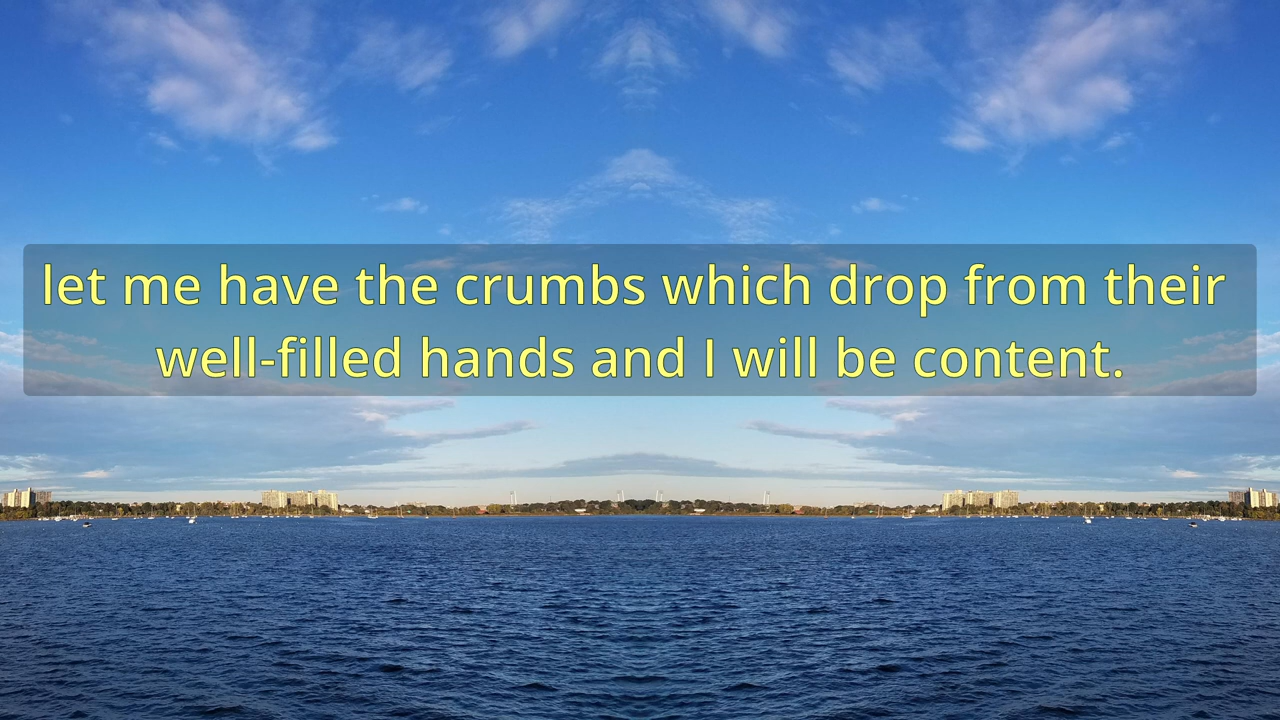 let me have the crumbs which drop from their
well-filled hands and I will be content.